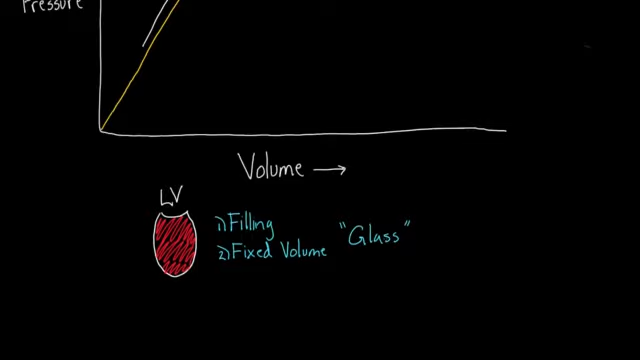 Pressure
Volume →
LV
1) Filling
2) Fixed Volume
"Glass"